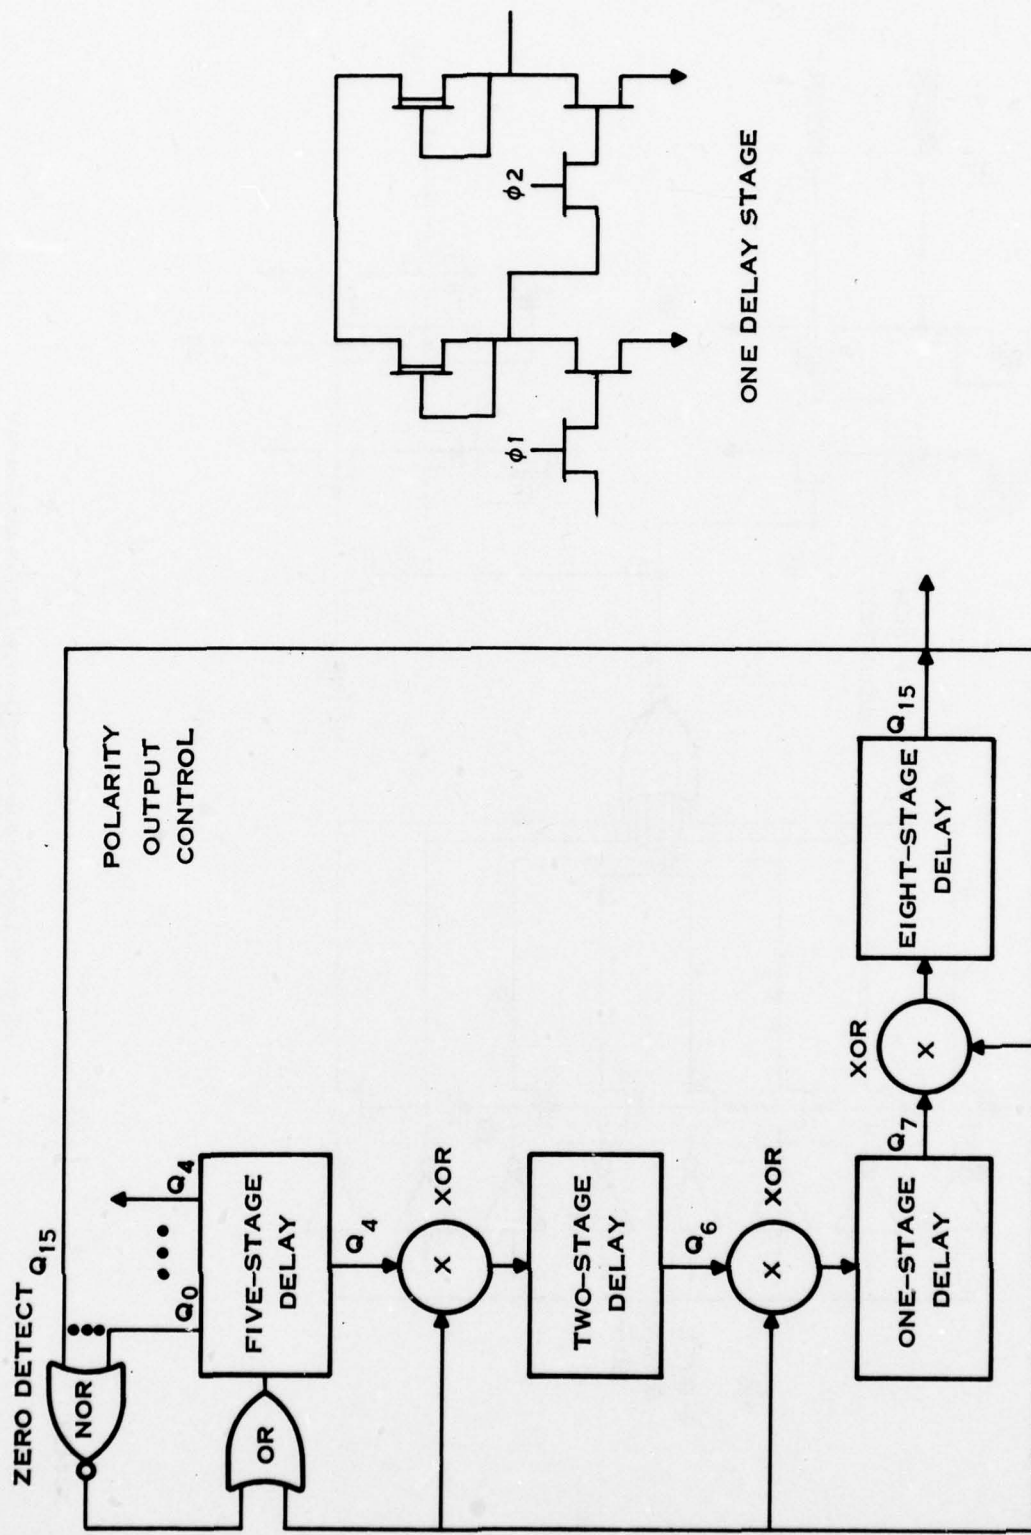 ZERO DETECT
Q15
NOR
Q0
Q4
POLARITY
OUTPUT
CONTROL
OR
FIVE-STAGE
DELAY
Q4
X
XOR
TWO-STAGE
DELAY
Q6
X
XOR
ONE-STAGE
DELAY
Q7
X
XOR
EIGHT-STAGE
DELAY
Q15
φ1
φ2
ONE DELAY STAGE